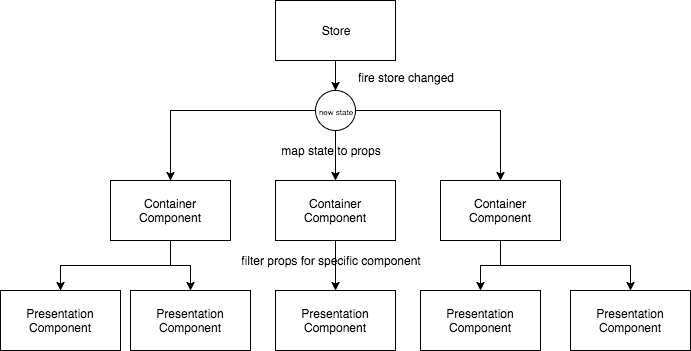 Store
fire store changed
new state
map state to props
Container
Component
Container
Component
Container
Component
filter props for specific component
Presentation
Component
Presentation
Component
Presentation
Component
Presentation
Component
Presentation
Component